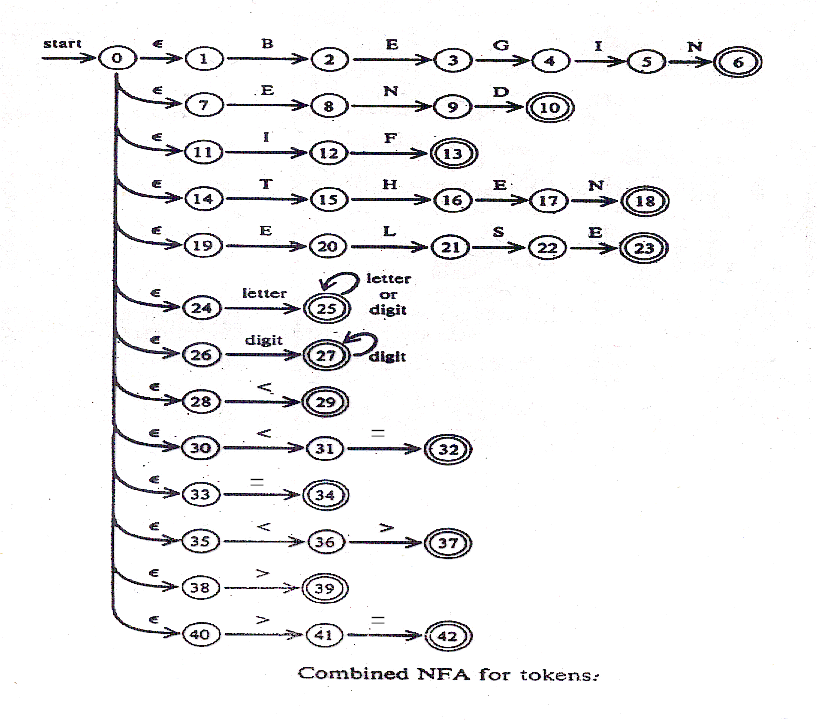 start 0 ϵ 1 B 2 E 3 G 4 I 5 N 6
ϵ 7 E 8 N 9 D 10
ϵ 11 I 12 F 13
ϵ 14 T 15 H 16 E 17 N 18
ϵ 19 E 20 L 21 S 22 E 23
ϵ 24 letter 25 letter or digit
ϵ 26 digit 27 digit
ϵ 28 < 29
ϵ 30 < 31 = 32
ϵ 33 = 34
ϵ 35 < 36 > 37
ϵ 38 > 39
ϵ 40 > 41 = 42
Combined NFA for tokens: